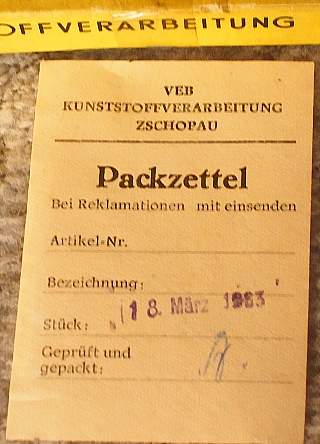 OFFVERARBEITUNG
VEB
KUNSTSTOFFVERARBEITUNG
ZSCHOPAU
Packzettel
Bei Reklamationen mit einsenden
Artikel=Nr.
Bezeichnung:
18. März 1983
Stück:
Geprüft und
gepackt: